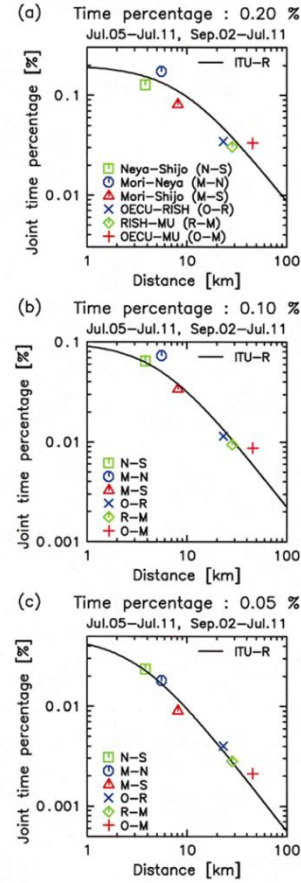 (a) Time percentage : 0.20 %
Jul.05–Jul.11, Sep.02–Jul.11
Joint time percentage [%]
ITU–R
0.1
0.01
Neya–Shijo (N–S)
Mori–Neya (M–N)
Mori–Shijo (M–S)
OECU–RISH (O–R)
RISH–MU (R–M)
OECU–MU (O–M)
1 10 100
Distance [km]
(b) Time percentage : 0.10 %
Jul.05–Jul.11, Sep.02–Jul.11
Joint time percentage [%]
0.1
ITU–R
0.01
N–S
M–N
M–S
O–R
R–M
O–M
0.001
1 10 100
Distance [km]
(c) Time percentage : 0.05 %
Jul.05–Jul.11, Sep.02–Jul.11
Joint time percentage [%]
ITU–R
0.01
N–S
M–N
M–S
O–R
0.001
R–M
O–M
1 10 100
Distance [km]